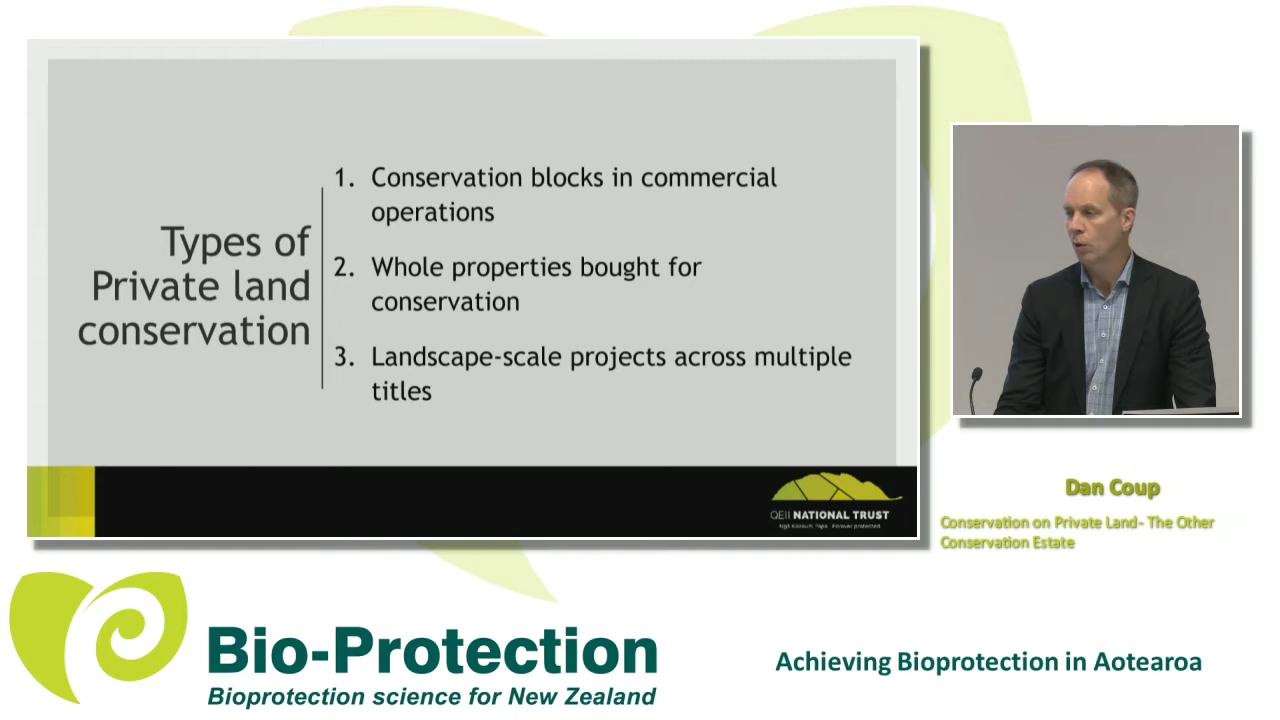 Types of
Private land
conservation
1. Conservation blocks in commercial
operations
2. Whole properties bought for
conservation
3. Landscape-scale projects across multiple
titles
QEII NATIONAL TRUST
Ngā Kairauhī Papa Forever protected
Dan Coup
Conservation on Private Land- The Other
Conservation Estate
Bio-Protection
Bioprotection science for New Zealand
Achieving Bioprotection in Aotearoa